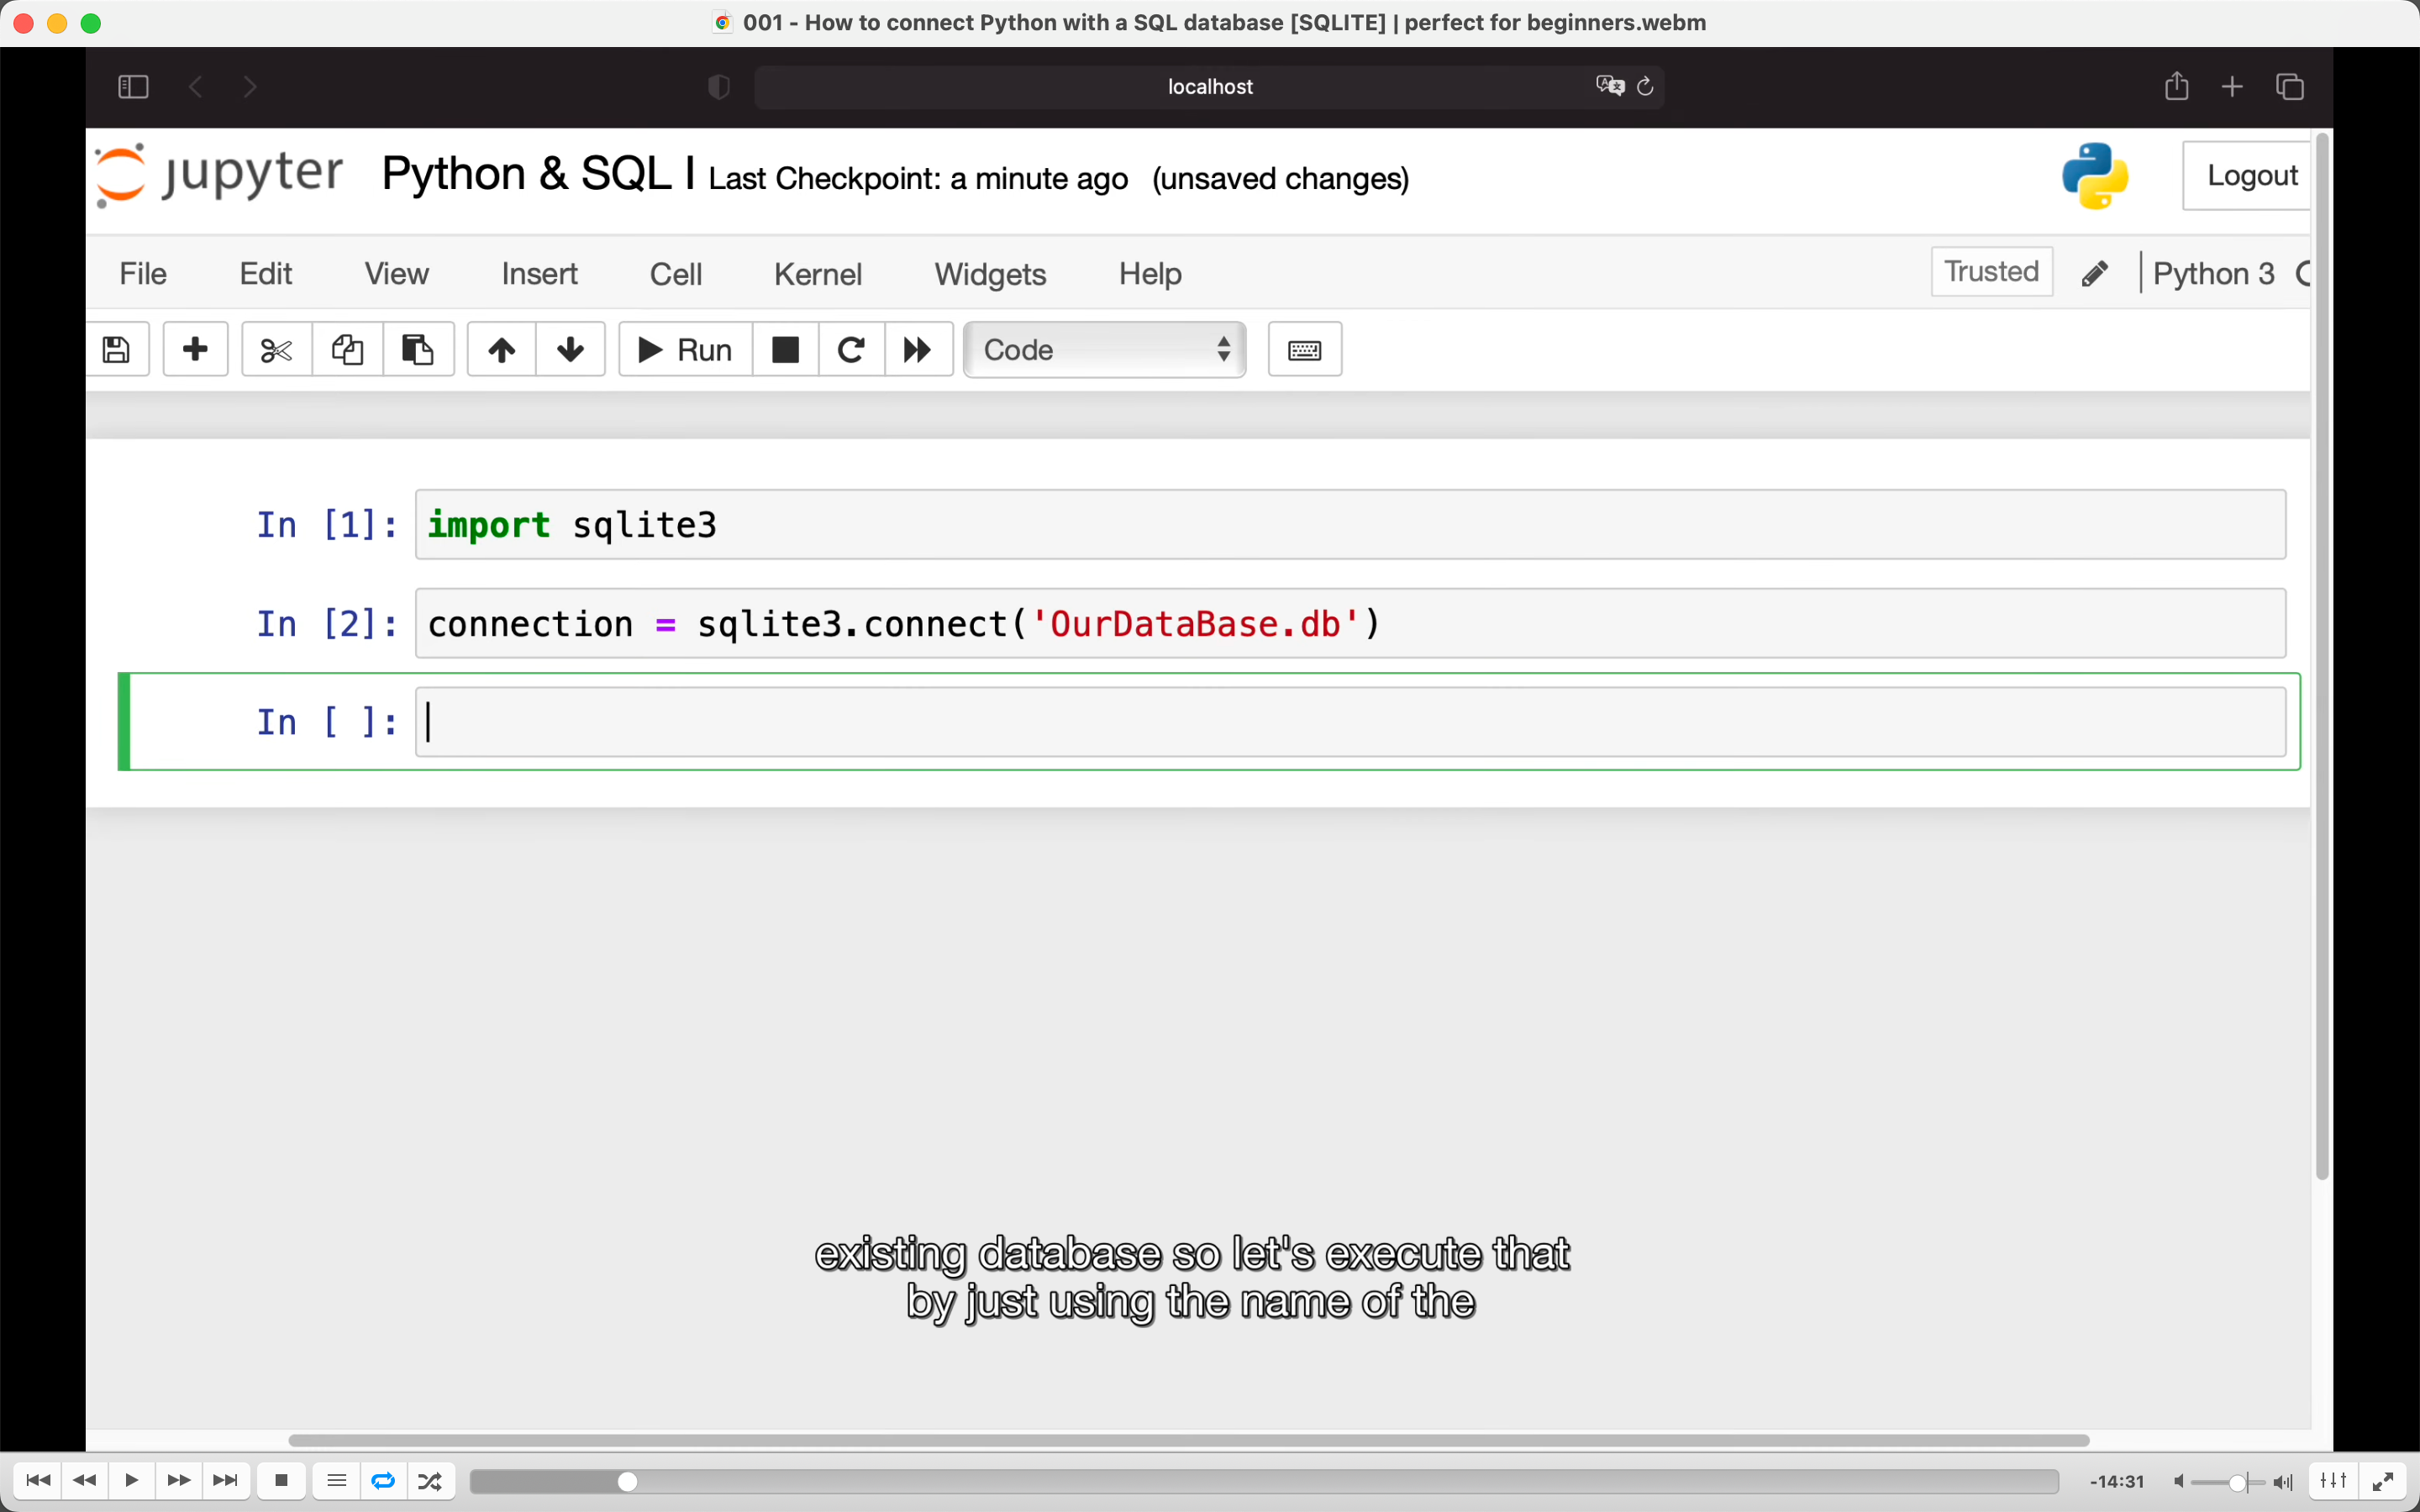 001 - How to connect Python with a SQL database [SQLITE] | perfect for beginners.webm
localhost
jupyter Python & SQL I Last Checkpoint: a minute ago (unsaved changes)
Logout
File Edit View Insert Cell Kernel Widgets Help Trusted Python 3
Run Code
In [1]: import sqlite3
In [2]: connection = sqlite3.connect('OurDataBase.db')
In [ ]:
existing database so let's execute that
by just using the name of the
-14:31